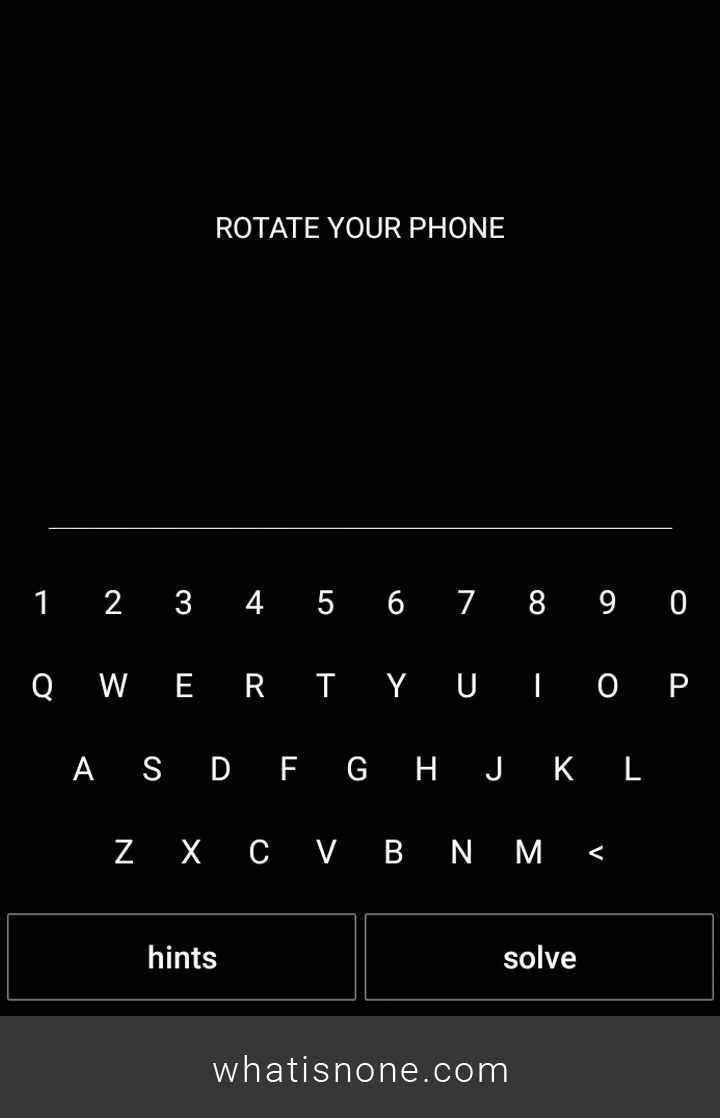 ROTATE YOUR PHONE
1 2 3 4 5 6 7 8 9 0
Q W E R T Y U I O P
A S D F G H J K L
Z X C V B N M <
hints solve
whatisnone.com